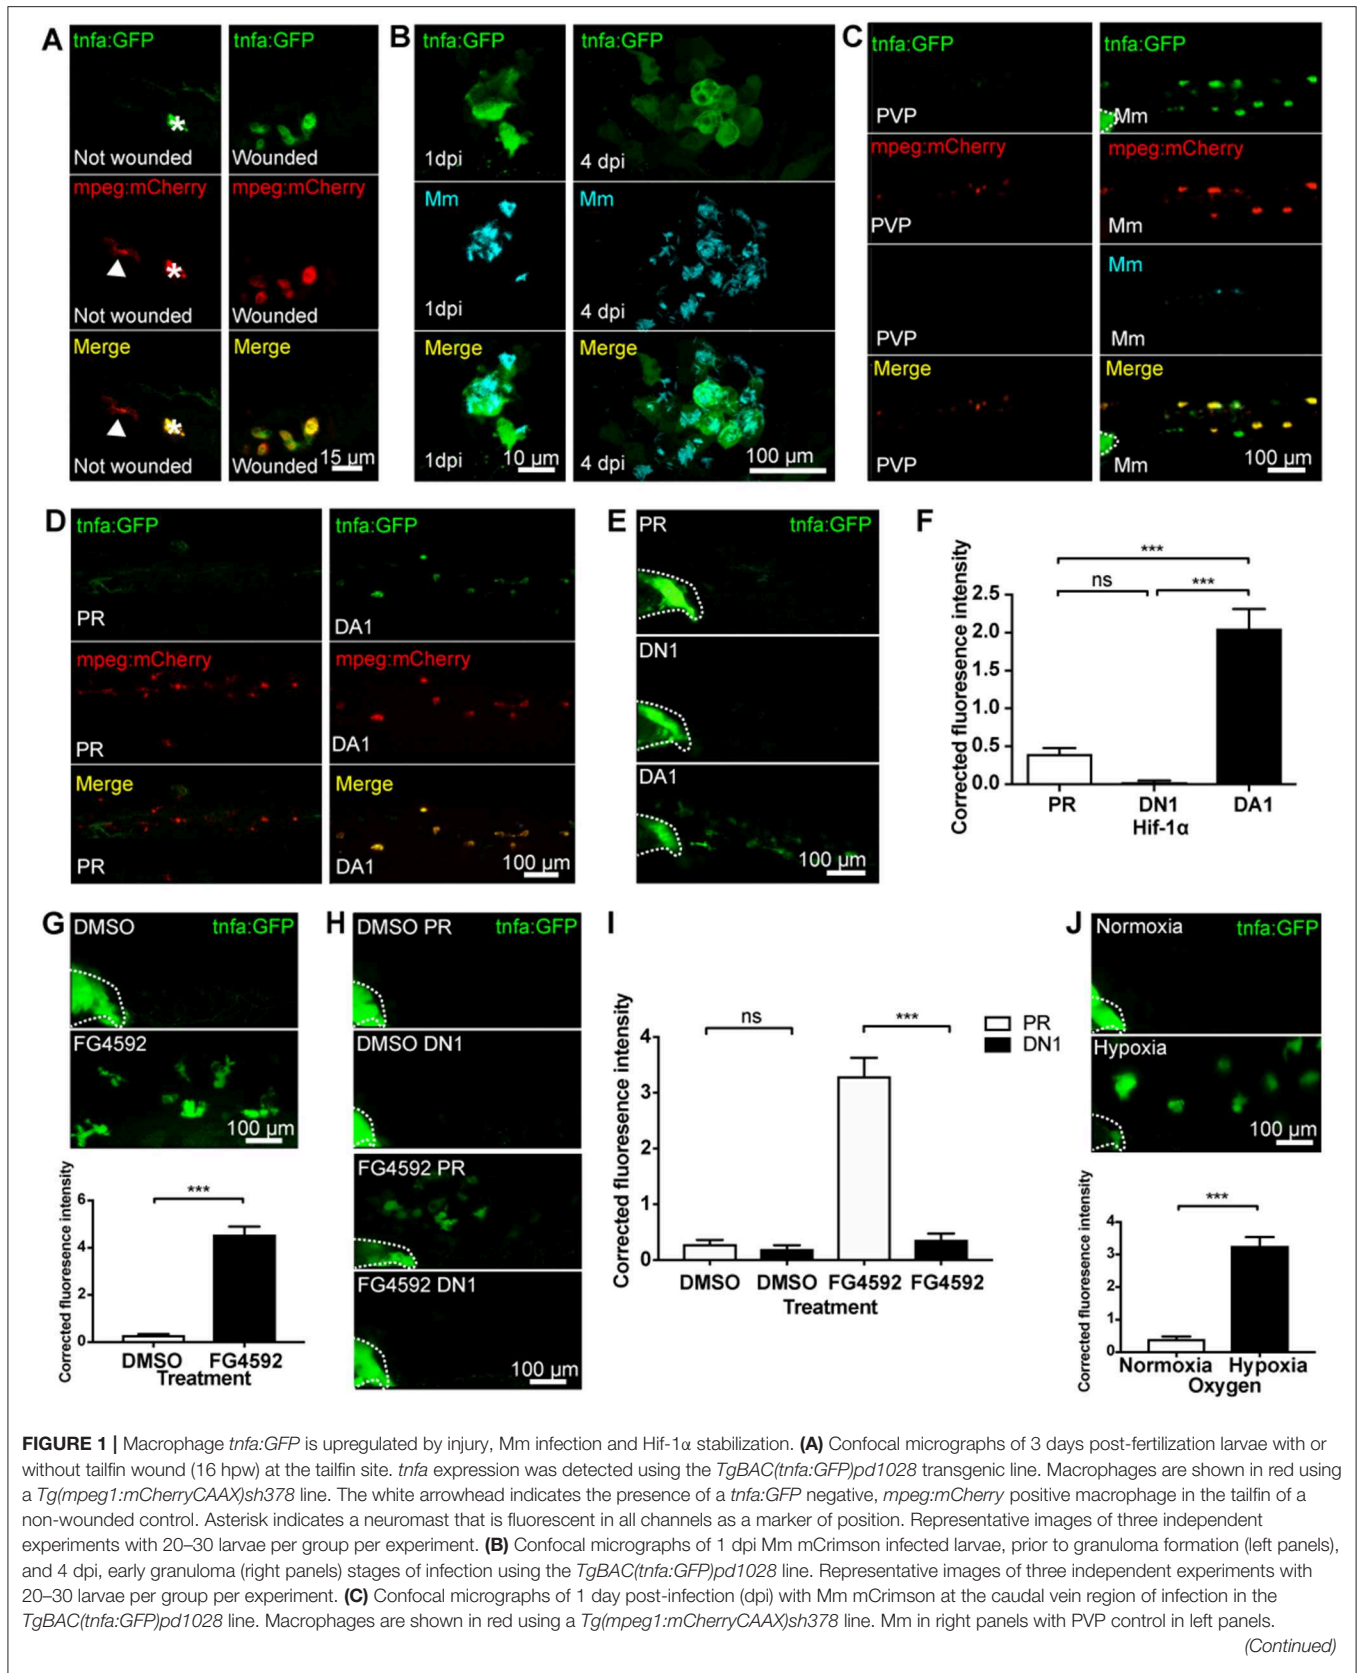 A
tnfa:GFP
tnfa:GFP
Not wounded
Wounded
mpeg:mCherry
mpeg:mCherry
Not wounded
Wounded
Merge
Merge
Not wounded
Wounded
15 µm
B
tnfa:GFP
tnfa:GFP
1dpi
4 dpi
Mm
Mm
1dpi
4 dpi
Merge
Merge
1dpi
10 µm
4 dpi
100 µm
C
tnfa:GFP
tnfa:GFP
PVP
Mm
mpeg:mCherry
mpeg:mCherry
PVP
Mm
Mm
PVP
Mm
Merge
Merge
PVP
Mm
100 µm
D
tnfa:GFP
tnfa:GFP
PR
DA1
mpeg:mCherry
mpeg:mCherry
PR
DA1
Merge
Merge
PR
DA1
100 µm
E
PR
tnfa:GFP
DN1
DA1
100 µm
F
Corrected fluorescence intensity
2.5
2.0
1.5
1.0
0.5
0.0
***
ns
***
PR
DN1
DA1
Hif-1α
G
DMSO
tnfa:GFP
FG4592
100 µm
Corrected fluorescence intensity
6
4
2
0
***
DMSO
FG4592
Treatment
H
DMSO PR
tnfa:GFP
DMSO DN1
FG4592 PR
FG4592 DN1
100 µm
I
Corrected fluoresence intensity
4
3
2
1
0
ns
***
PR
DN1
DMSO
DMSO
FG4592
FG4592
Treatment
J
Normoxia
tnfa:GFP
Hypoxia
100 µm
Corrected fluorescence intensity
4
3
2
1
0
***
Normoxia
Hypoxia
Oxygen
FIGURE 1 | Macrophage tnfa:GFP is upregulated by injury, Mm infection and Hif-1α stabilization. (A) Confocal micrographs of 3 days post-fertilization larvae with or
without tailfin wound (16 hpw) at the tailfin site. tnfa expression was detected using the TgBAC(tnfa:GFP)pd1028 transgenic line. Macrophages are shown in red using
a Tg(mpeg1:mCherryCAAX)sh378 line. The white arrowhead indicates the presence of a tnfa:GFP negative, mpeg:mCherry positive macrophage in the tailfin of a
non-wounded control. Asterisk indicates a neuromast that is fluorescent in all channels as a marker of position. Representative images of three independent
experiments with 20–30 larvae per group per experiment. (B) Confocal micrographs of 1 dpi Mm mCrimson infected larvae, prior to granuloma formation (left panels),
and 4 dpi, early granuloma (right panels) stages of infection using the TgBAC(tnfa:GFP)pd1028 line. Representative images of three independent experiments with
20–30 larvae per group per experiment. (C) Confocal micrographs of 1 day post-infection (dpi) with Mm mCrimson at the caudal vein region of infection in the
TgBAC(tnfa:GFP)pd1028 line. Macrophages are shown in red using a Tg(mpeg1:mCherryCAAX)sh378 line. Mm in right panels with PVP control in left panels.
(Continued)